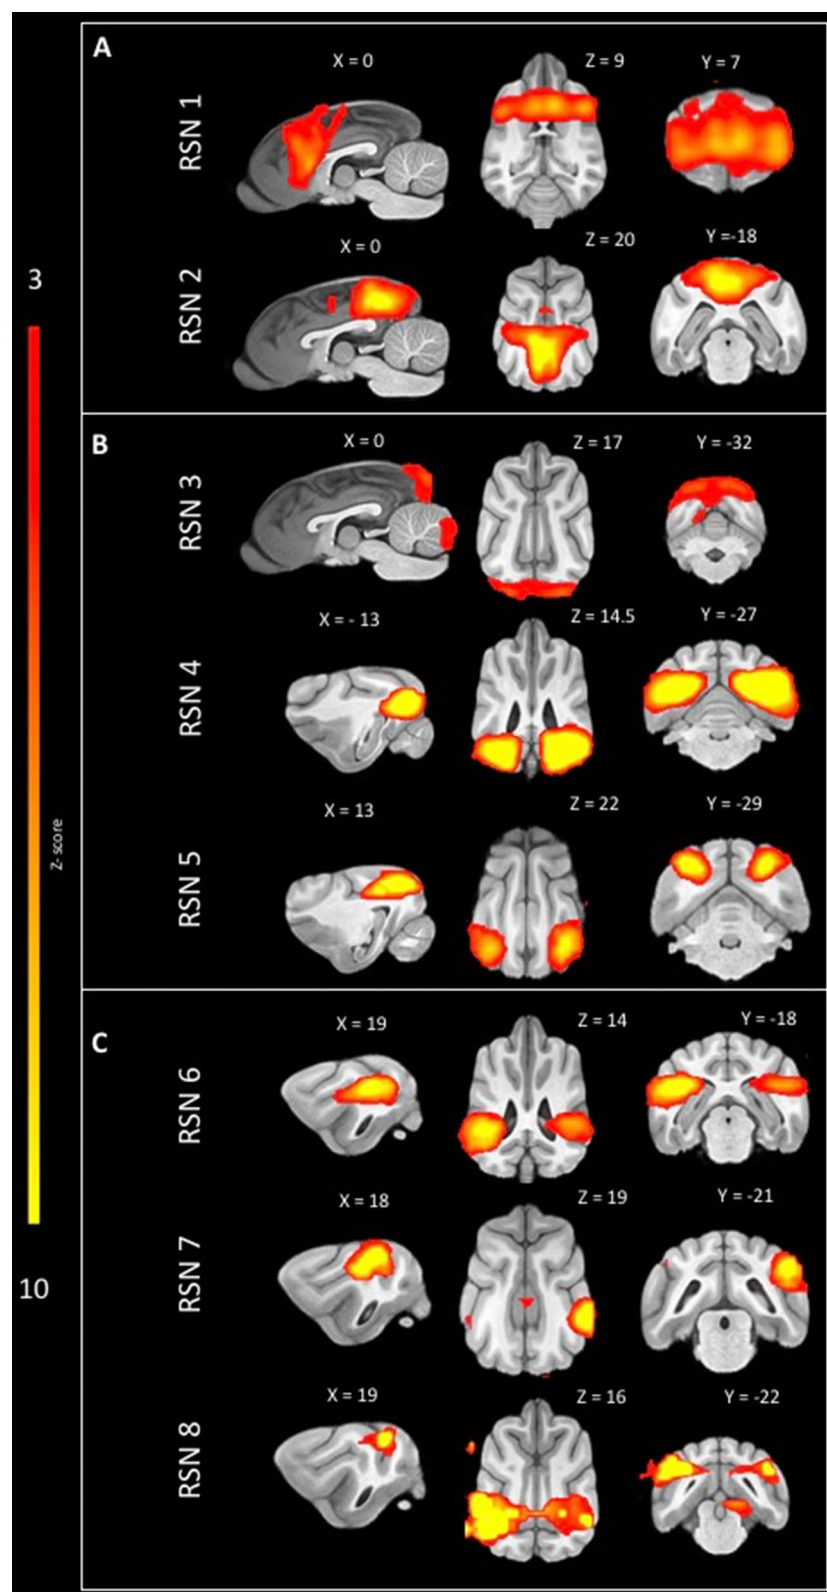 A
X = 0
Z = 9
Y = 7
RSN 1
X = 0
Z = 20
Y =-18
RSN 2
3
B
X = 0
Z = 17
Y = -32
RSN 3
X = - 13
Z = 14.5
Y = -27
RSN 4
X = 13
Z = 22
Y = -29
RSN 5
Z- score
C
X = 19
Z = 14
Y = -18
RSN 6
X = 18
Z = 19
Y = -21
RSN 7
10
X = 19
Z = 16
Y = -22
RSN 8